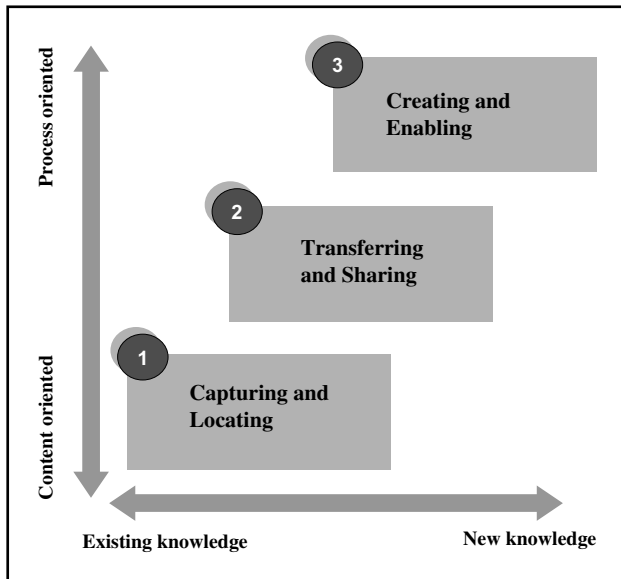 Process oriented
3
Creating and
Enabling
2
Transferring
and Sharing
Content oriented
1
Capturing and
Locating
Existing knowledge
New knowledge